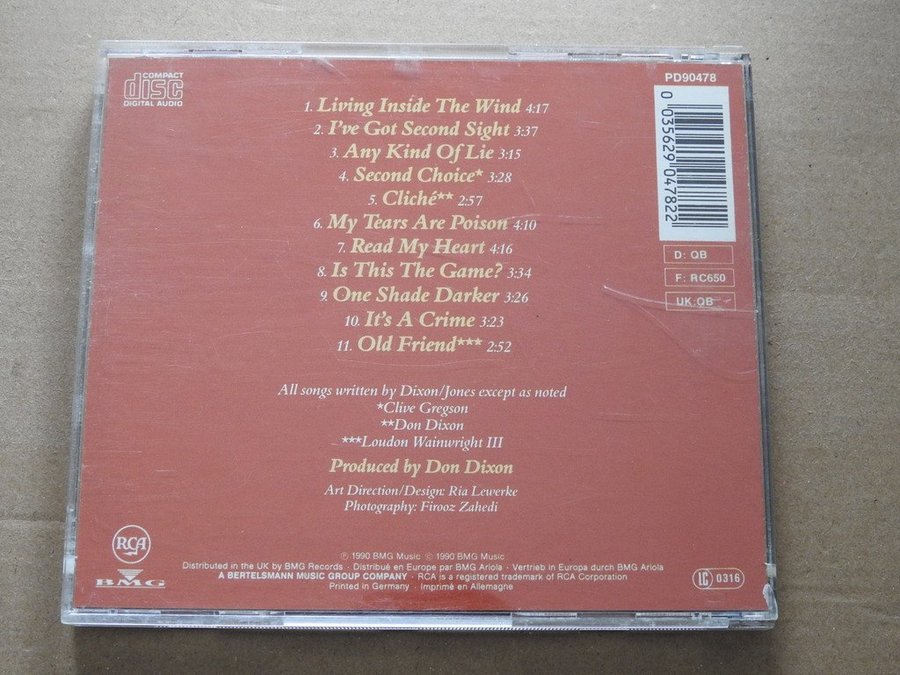 COMPACT
disc
DIGITAL AUDIO
PD90478
0 035629 047822
D: QB
F: RC650
UK:QB
1. Living Inside The Wind 4:17
2. I've Got Second Sight 3:37
3. Any Kind Of Lie 3:15
4. Second Choice* 3:28
5. Cliché** 2:57
6. My Tears Are Poison 4:10
7. Read My Heart 4:16
8. Is This The Game? 3:34
9. One Shade Darker 3:26
10. It's A Crime 3:23
11. Old Friend*** 2:52
All songs written by Dixon/Jones except as noted
*Clive Gregson
**Don Dixon
***Loudon Wainwright III
Produced by Don Dixon
Art Direction/Design: Ria Lewerke
Photography: Firooz Zahedi
RCA
BMG
℗ 1990 BMG Music · © 1990 BMG Music
Distributed in the UK by BMG Records · Distribué en Europe par BMG Ariola · Vertrieb in Europa durch BMG Ariola
A BERTELSMANN MUSIC GROUP COMPANY · RCA is a registered trademark of RCA Corporation
Printed in Germany · Imprimé en Allemagne
LC 0316